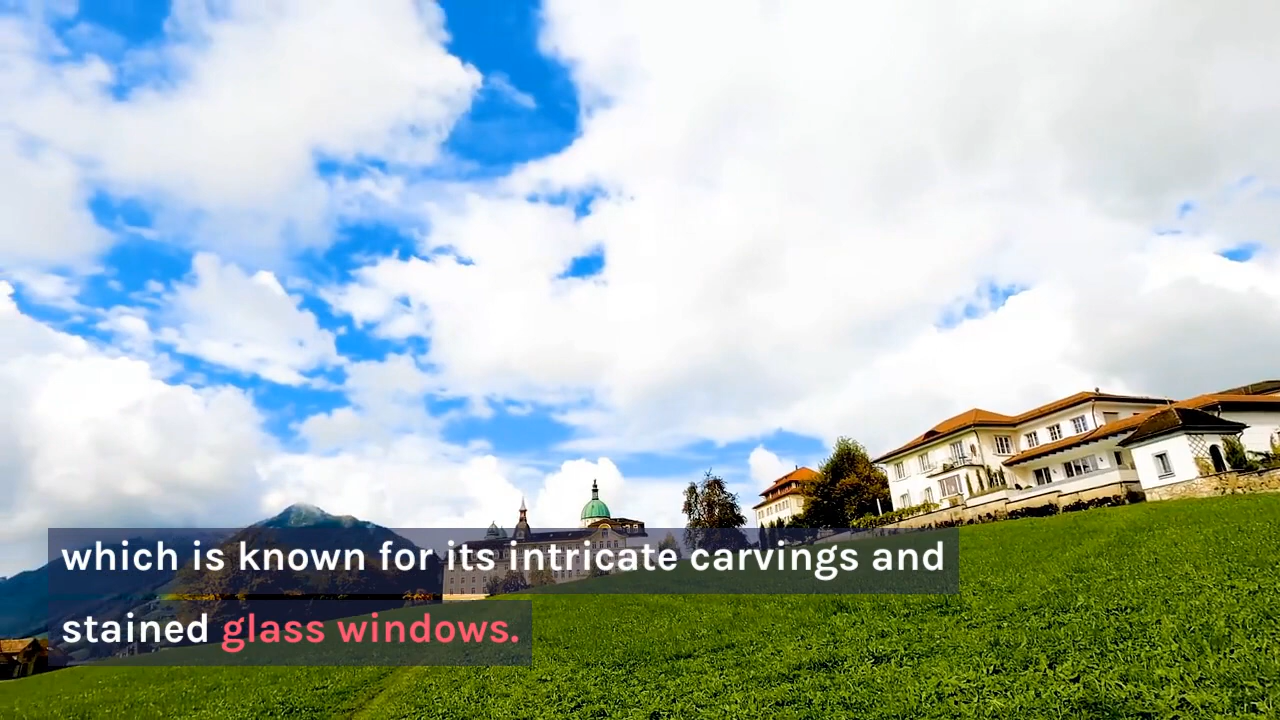 which is known for its intricate carvings and
stained glass windows.